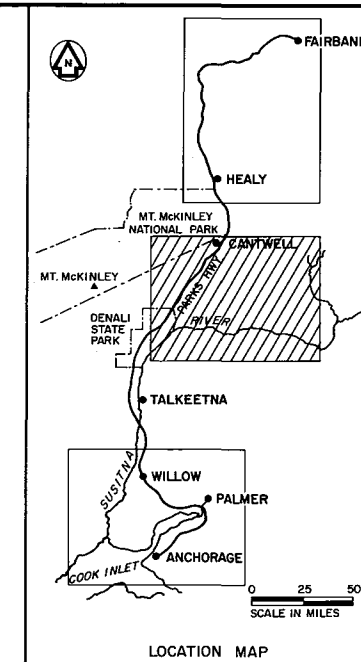 N
FAIRBANK
HEALY
MT. MCKINLEY
NATIONAL PARK
CANTWELL
MT. MCKINLEY
PARKS HWY
DENALI
STATE
PARK
RIVER
TALKEETNA
SUSITNA
WILLOW
PALMER
ANCHORAGE
COOK INLET
0 25 50
SCALE IN MILES
LOCATION MAP